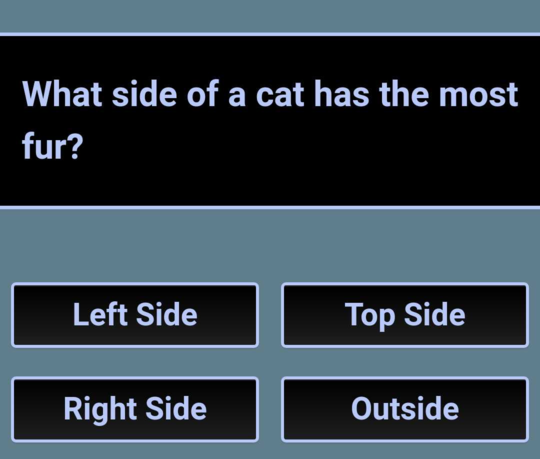 What side of a cat has the most
fur?
Left Side
Top Side
Right Side
Outside